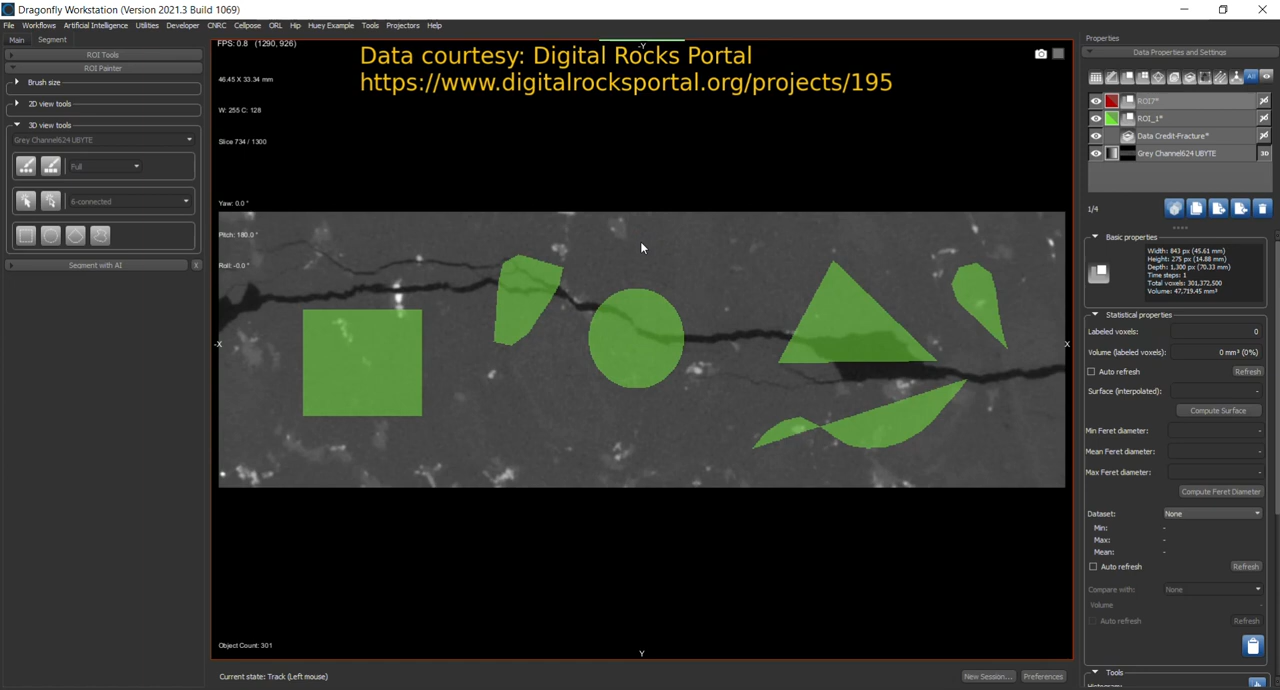 Dragonfly Workstation (Version 2021.3 Build 1069)
File Workflows Artificial Intelligence Utilities Developer CNRC Cellpose ORL Hip Huey Example Tools Projectors Help
Main Segment
ROI Tools
ROI Painter
Brush size
2D view tools
3D view tools
Grey Channel624 UBYTE
Full
6-connected
Segment with AI X
FPS: 0.8 (1290, 926)
-Y
Data courtesy: Digital Rocks Portal
https://www.digitalrocksportal.org/projects/195
46.45 X 33.34 mm
W: 255 C: 128
Slice 734 / 1300
Yaw: 0.0 °
Pitch: 180.0 °
Roll: -0.0 °
-X
X
Object Count: 301
Y
Current state: Track (Left mouse)
New Session... Preferences
Properties
Data Properties and Settings
All
ROI7*
ROI_1*
Data Credit-Fracture*
Grey Channel624 UBYTE 3D
1/4
Basic properties
Width: 843 px (45.61 mm)
Height: 275 px (14.88 mm)
Depth: 1,300 px (70.33 mm)
Time steps: 1
Total voxels: 301,372,500
Volume: 47,719.45 mm³
Statistical properties
Labeled voxels: 0
Volume (labeled voxels): 0 mm³ (0%)
Auto refresh Refresh
Surface (interpolated): -
Compute Surface
Min Feret diameter: -
Mean Feret diameter: -
Max Feret diameter: -
Compute Feret Diameter
Dataset: None
Min: -
Max: -
Mean: -
Auto refresh Refresh
Compare with: None
Volume -
Auto refresh Refresh
Tools